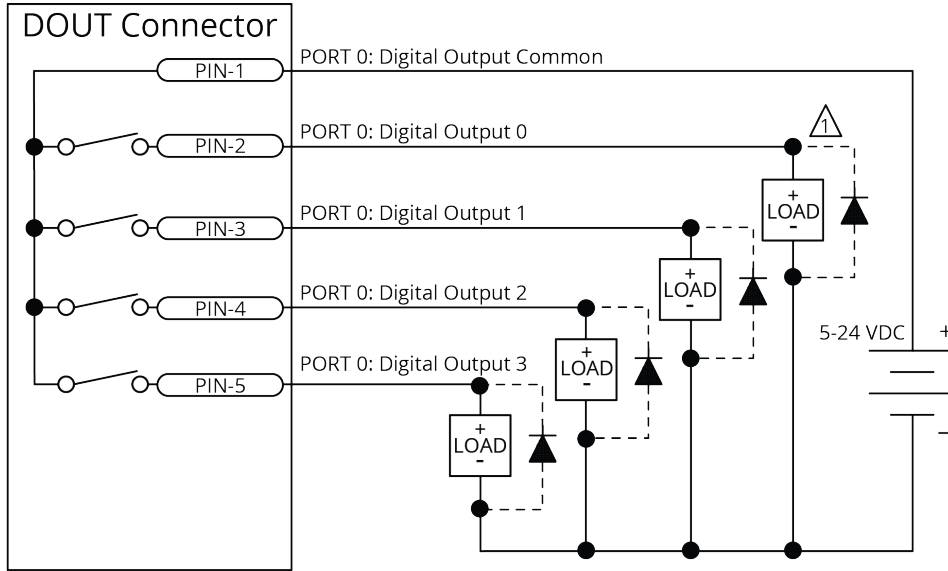 DOUT Connector
PIN-1
PORT 0: Digital Output Common
PIN-2
PORT 0: Digital Output 0
1
+
LOAD
-
PIN-3
PORT 0: Digital Output 1
+
LOAD
-
PIN-4
PORT 0: Digital Output 2
+
LOAD
-
5-24 VDC
+
-
PIN-5
PORT 0: Digital Output 3
+
LOAD
-